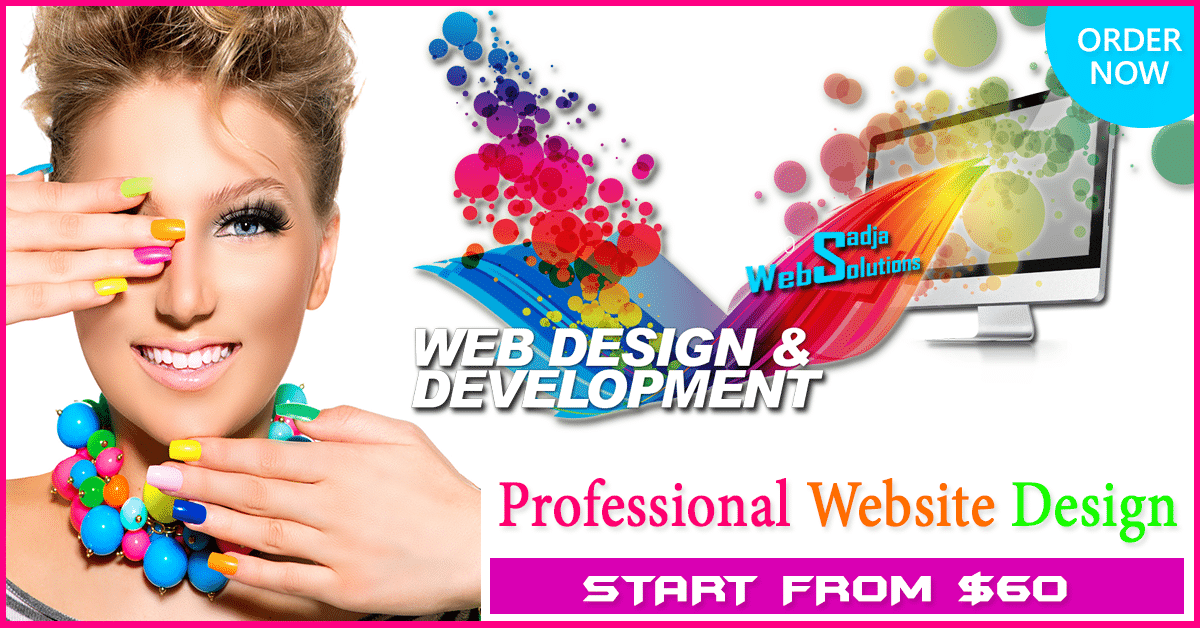 ORDER
NOW
Sadja
WebSolutions
WEB DESIGN &
DEVELOPMENT
Professional Website Design
START FROM $60